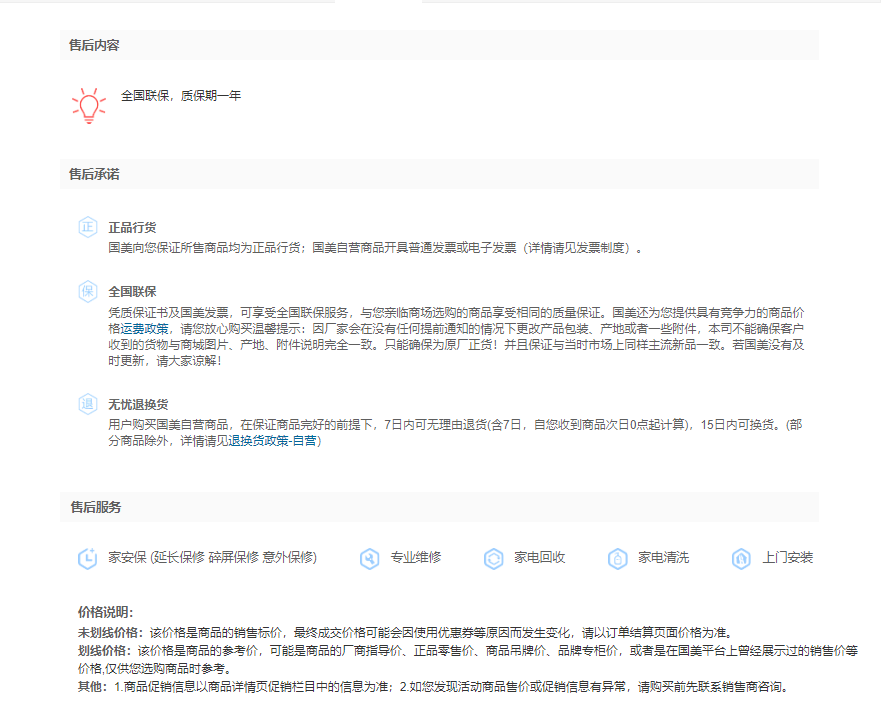 售后内容
全国联保，质保期一年
售后承诺
正 正品行货
国美向您保证所售商品均为正品行货；国美自营商品开具普通发票或电子发票（详情请见发票制度）。
保 全国联保
凭质保证书及国美发票，可享受全国联保服务，与您亲临商场选购的商品享受相同的质量保证。国美还为您提供具有竞争力的商品价
格运费政策，请您放心购买温馨提示：因厂家会在没有任何提前通知的情况下更改产品包装、产地或者一些附件，本司不能确保客户
收到的货物与商城图片、产地、附件说明完全一致。只能确保为原厂正货！并且保证与当时市场上同样主流新品一致。若国美没有及
时更新，请大家谅解！
退 无忧退换货
用户购买国美自营商品，在保证商品完好的前提下，7日内可无理由退货(含7日，自您收到商品次日0点起计算)，15日内可换货。(部
分商品除外，详情请见退换货政策-自营)
售后服务
家安保 (延长保修 碎屏保修 意外保修) 专业维修 家电回收 家电清洗 上门安装
价格说明：
未划线价格：该价格是商品的销售标价，最终成交价格可能会因使用优惠券等原因而发生变化，请以订单结算页面价格为准。
划线价格：该价格是商品的参考价，可能是商品的厂商指导价、正品零售价、商品吊牌价、品牌专柜价，或者是在国美平台上曾经展示过的销售价等
价格,仅供您选购商品时参考。
其他：1.商品促销信息以商品详情页促销栏目中的信息为准；2.如您发现活动商品售价或促销信息有异常，请购买前先联系销售商咨询。